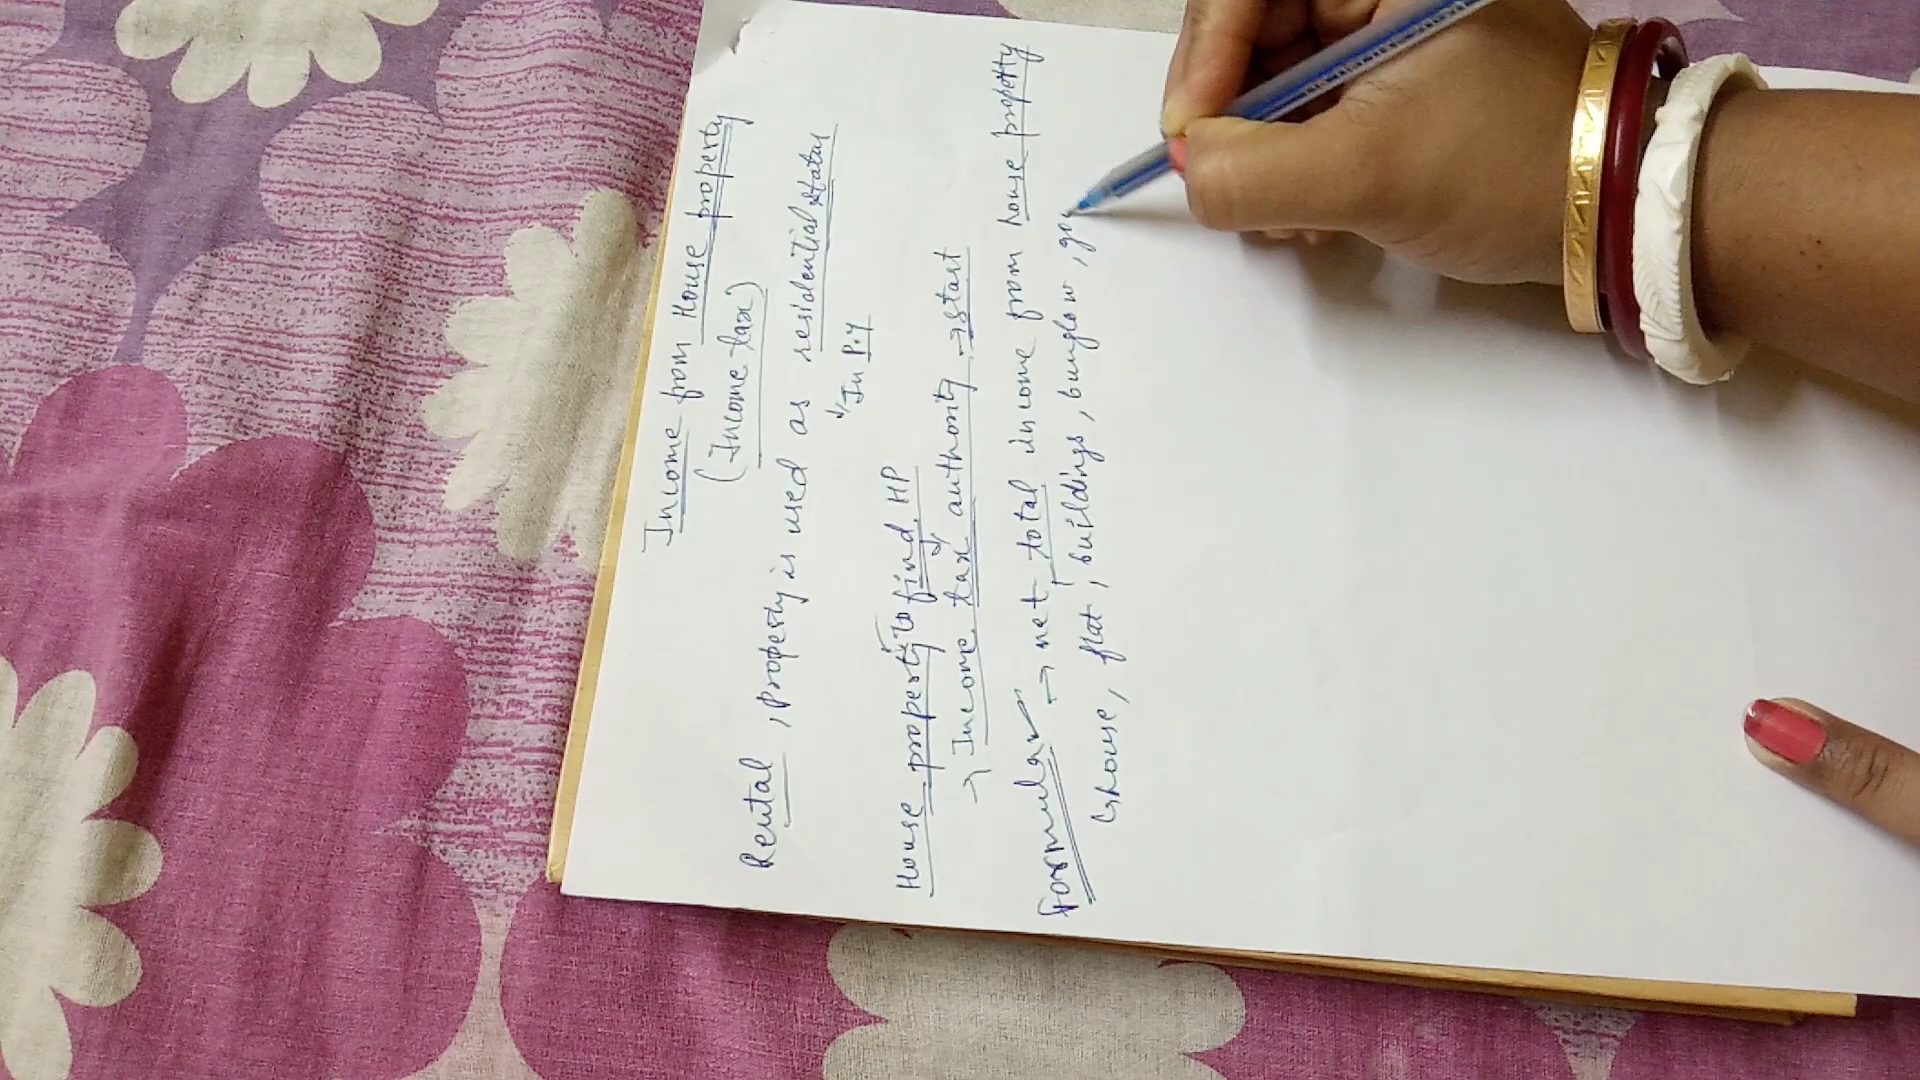 Income from House property
(Income tax)
Rental, property is used as residential status
↓ In P.Y
House property to find HP
→ Income tax authority → start
Formula → net total income from house property
↳ house, flat, buildings, bunglow, go